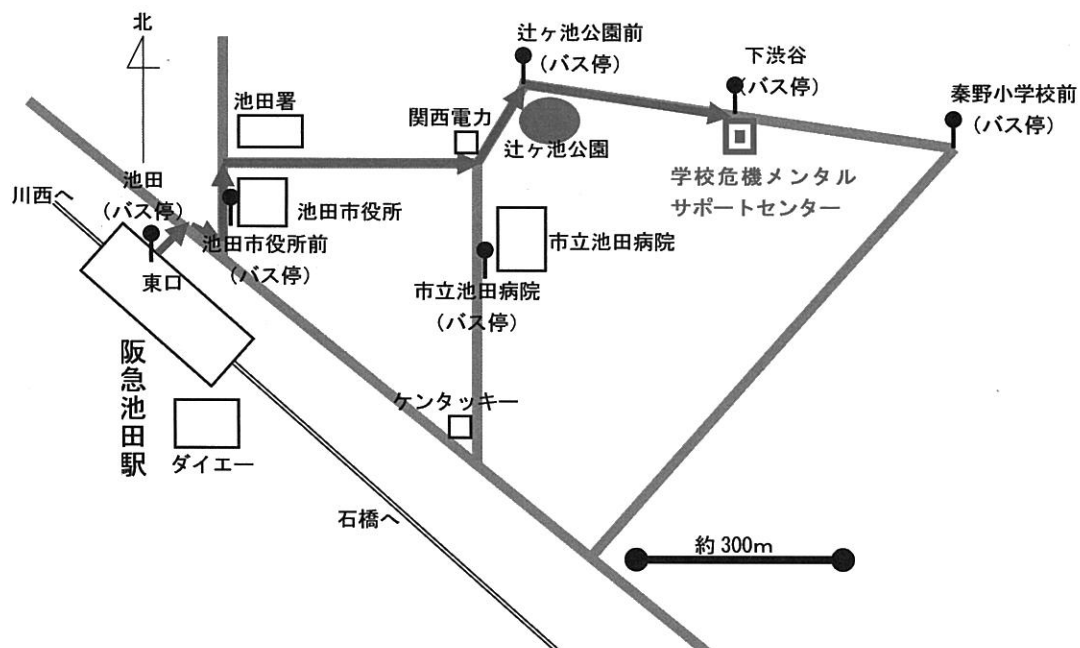 北
辻ヶ池公園前
(バス停)
下渋谷
(バス停)
秦野小学校前
(バス停)
池田署
関西電力
辻ヶ池公園
学校危機メンタル
サポートセンター
池田
(バス停)
川西へ
池田市役所
池田市役所前
(バス停)
東口
市立池田病院
市立池田病院
(バス停)
阪急池田駅
ケンタッキー
ダイエー
石橋へ
約300m